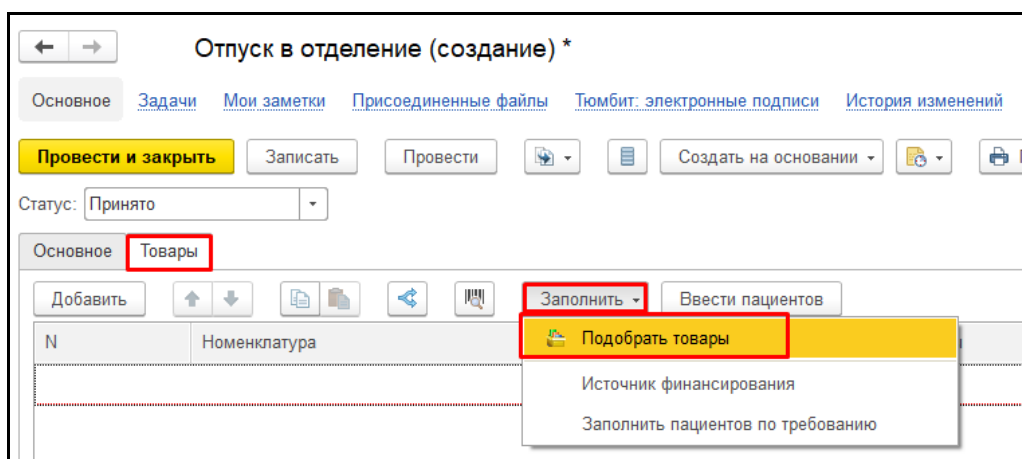 Отпуск в отделение (создание) *
Основное Задачи Мои заметки Присоединенные файлы Тюмбит: электронные подписи История изменений
Провести и закрыть Записать Провести Создать на основании
Статус: Принято
Основное Товары
Добавить Заполнить Ввести пациентов
N Номенклатура
Подобрать товары
Источник финансирования
Заполнить пациентов по требованию